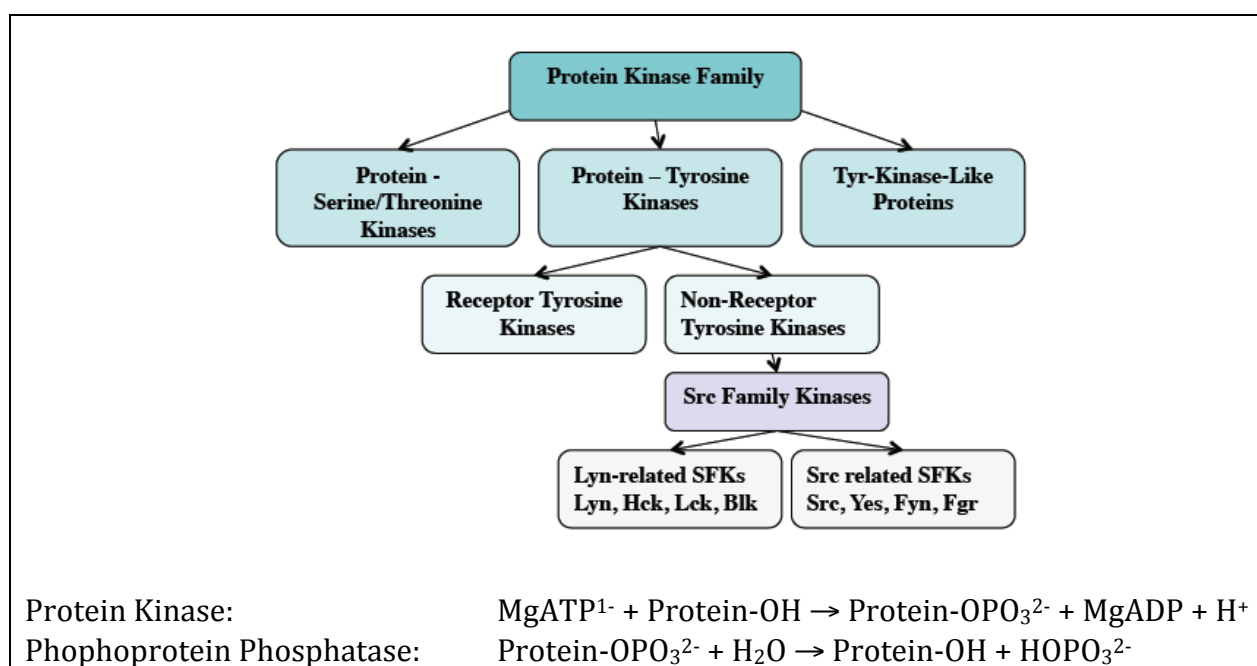 Protein Kinase Family
Protein -
Serine/Threonine
Kinases
Protein – Tyrosine
Kinases
Tyr-Kinase-Like
Proteins
Receptor Tyrosine
Kinases
Non-Receptor
Tyrosine Kinases
Src Family Kinases
Lyn-related SFKs
Lyn, Hck, Lck, Blk
Src related SFKs
Src, Yes, Fyn, Fgr
Protein Kinase: MgATP¹⁻ + Protein-OH → Protein-OPO₃²⁻ + MgADP + H⁺
Phophoprotein Phosphatase: Protein-OPO₃²⁻ + H₂O → Protein-OH + HOPO₃²⁻